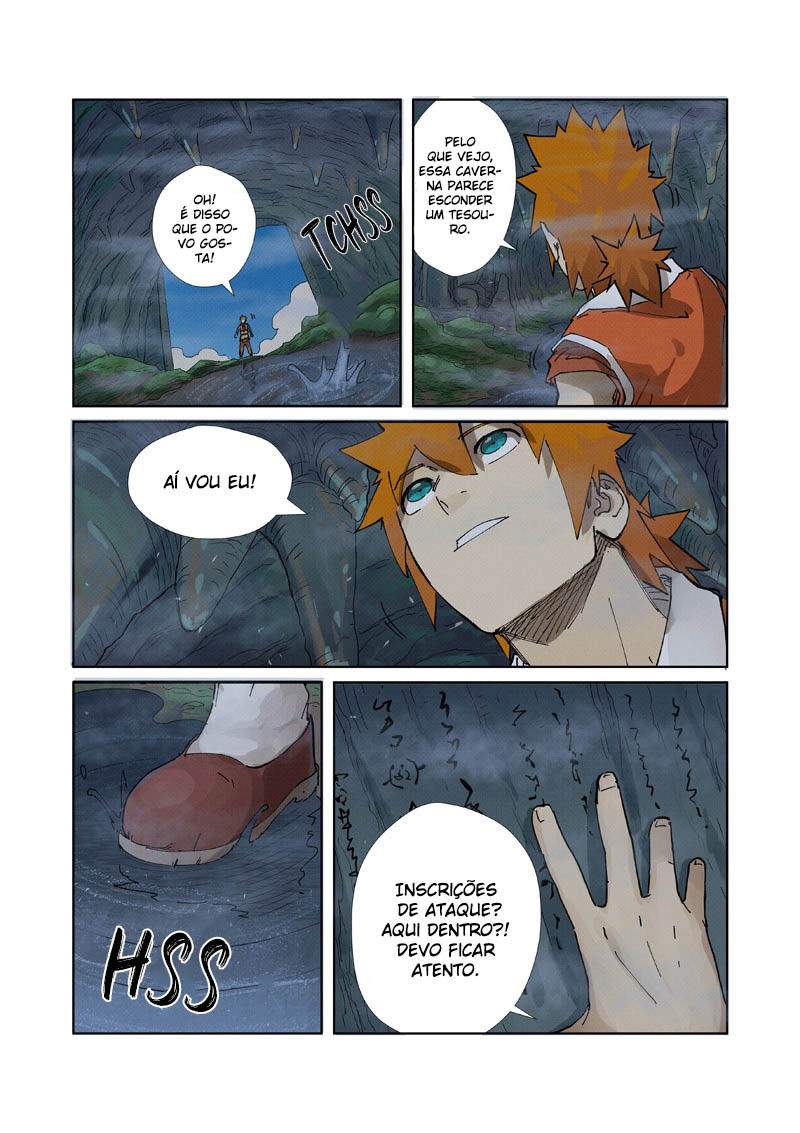 OH!
É DISSO
QUE O PO-
VO GOS-
TA!
TCHSS
PELO
QUE VEJO,
ESSA CAVER-
NA PARECE
ESCONDER
UM TESOU-
RO.
AÍ VOU EU!
HSS
INSCRIÇÕES
DE ATAQUE?
AQUI DENTRO?!
DEVO FICAR
ATENTO.